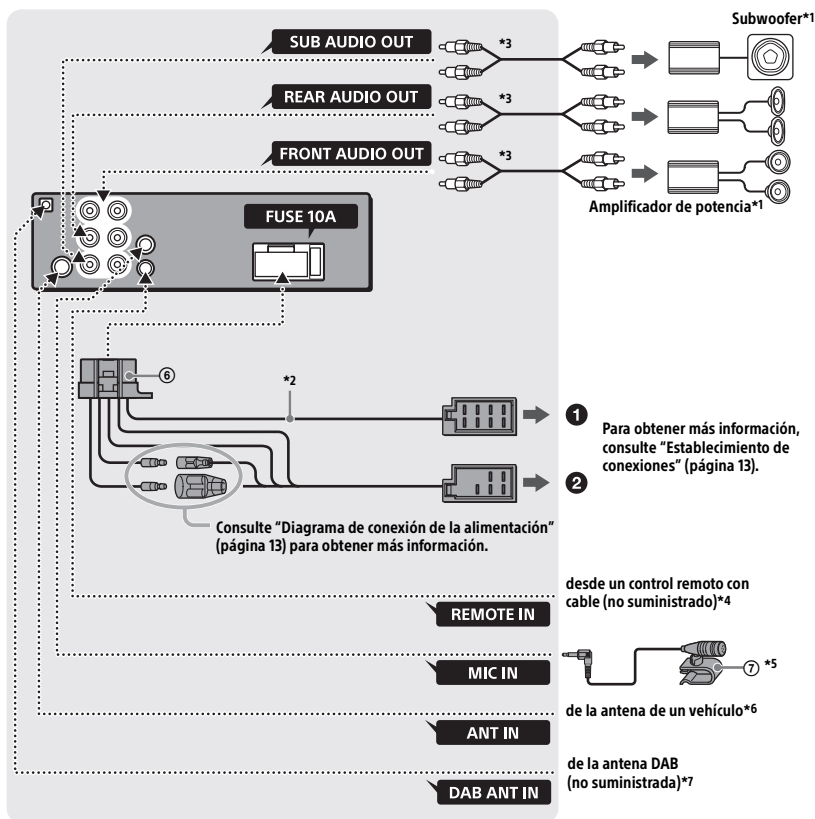 Subwoofer*1
SUB AUDIO OUT
*3
REAR AUDIO OUT
*3
FRONT AUDIO OUT
*3
Amplificador de potencia*1
FUSE 10A
⑥
*2
❶
Para obtener más información,
consulte “Establecimiento de
conexiones” (página 13).
❷
Consulte “Diagrama de conexión de la alimentación”
(página 13) para obtener más información.
desde un control remoto con
cable (no suministrado)*4
REMOTE IN
MIC IN
⑦ *5
de la antena de un vehículo*6
ANT IN
de la antena DAB
(no suministrada)*7
DAB ANT IN